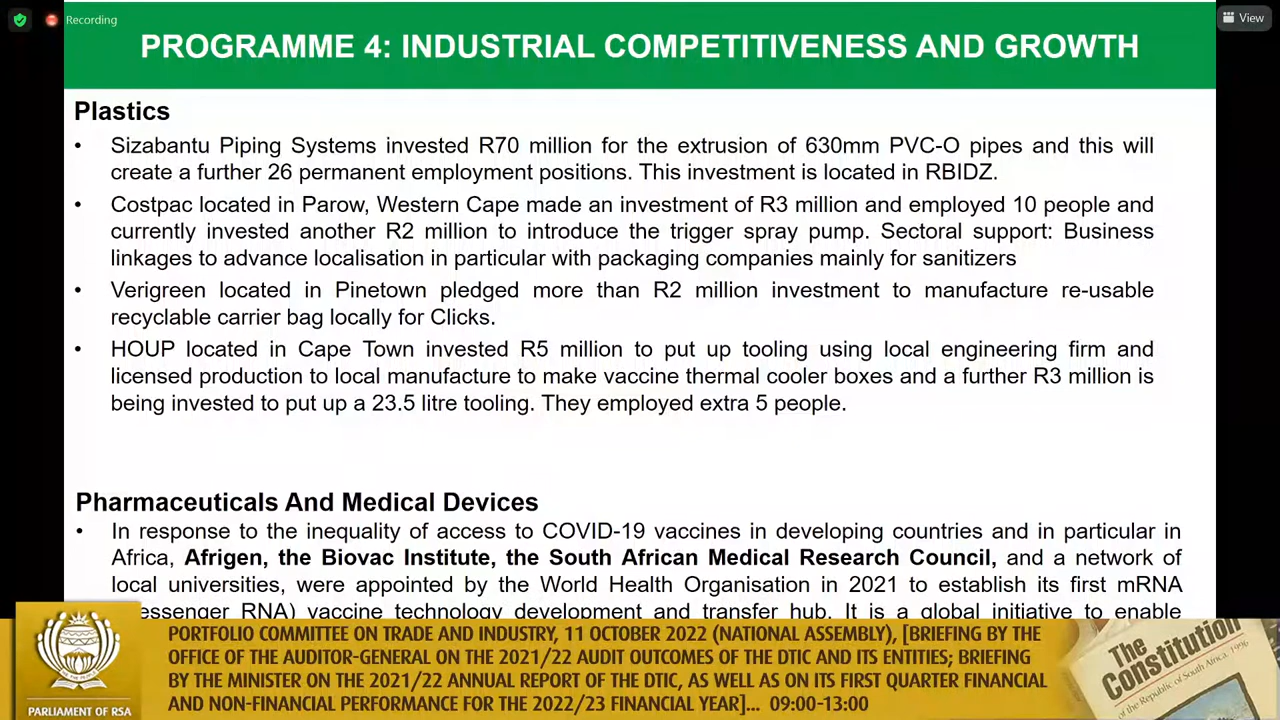 Recording
View
PROGRAMME 4: INDUSTRIAL COMPETITIVENESS AND GROWTH
Plastics
• Sizabantu Piping Systems invested R70 million for the extrusion of 630mm PVC-O pipes and this will
create a further 26 permanent employment positions. This investment is located in RBIDZ.
• Costpac located in Parow, Western Cape made an investment of R3 million and employed 10 people and
currently invested another R2 million to introduce the trigger spray pump. Sectoral support: Business
linkages to advance localisation in particular with packaging companies mainly for sanitizers
• Verigreen located in Pinetown pledged more than R2 million investment to manufacture re-usable
recyclable carrier bag locally for Clicks.
• HOUP located in Cape Town invested R5 million to put up tooling using local engineering firm and
licensed production to local manufacture to make vaccine thermal cooler boxes and a further R3 million is
being invested to put up a 23.5 litre tooling. They employed extra 5 people.
Pharmaceuticals And Medical Devices
• In response to the inequality of access to COVID-19 vaccines in developing countries and in particular in
Africa, Afrigen, the Biovac Institute, the South African Medical Research Council, and a network of
local universities, were appointed by the World Health Organisation in 2021 to establish its first mRNA
essenger RNA) vaccine technology development and transfer hub. It is a global initiative to enable
PORTFOLIO COMMITTEE ON TRADE AND INDUSTRY, 11 OCTOBER 2022 (NATIONAL ASSEMBLY), [BRIEFING BY THE
OFFICE OF THE AUDITOR-GENERAL ON THE 2021/22 AUDIT OUTCOMES OF THE DTIC AND ITS ENTITIES; BRIEFING
BY THE MINISTER ON THE 2021/22 ANNUAL REPORT OF THE DTIC, AS WELL AS ON ITS FIRST QUARTER FINANCIAL
AND NON-FINANCIAL PERFORMANCE FOR THE 2022/23 FINANCIAL YEAR]... 09:00-13:00
PARLIAMENT OF RSA
The
Constitution
of the Republic of South Africa, 1996